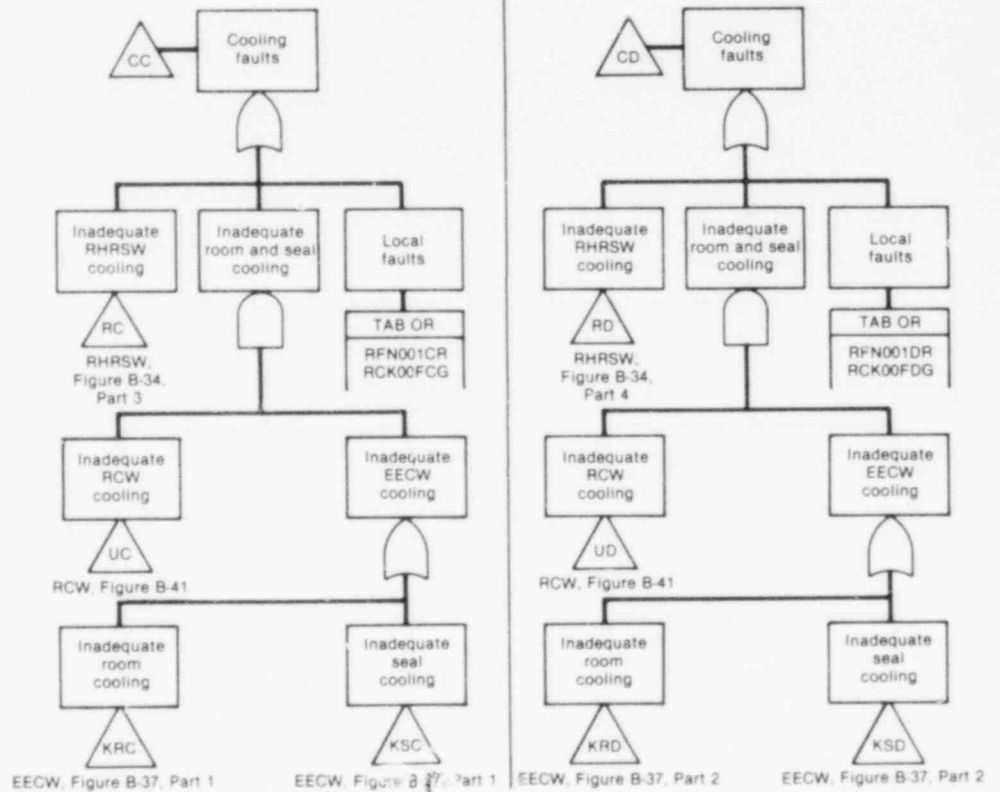 CC
Cooling
faults
Inadequate
RHRSW
cooling
Inadequate
room and seal
cooling
Local
faults
RC
RHRSW,
Figure B-34,
Part 3
TAB OR
RFN001CR
RCK00FCG
Inadequate
RCW
cooling
Inadequate
EECW
cooling
UC
RCW, Figure B-41
Inadequate
room
cooling
Inadequate
seal
cooling
KRC
KSC
EECW, Figure B-37, Part 1
EECW, Figure B-37, Part 1
CD
Cooling
faults
Inadequate
RHRSW
cooling
Inadequate
room and seal
cooling
Local
faults
RD
RHRSW,
Figure B-34,
Part 4
TAB OR
RFN001DR
RCK00FDG
Inadequate
RCW
cooling
Inadequate
EECW
cooling
UD
RCW, Figure B-41
Inadequate
room
cooling
Inadequate
seal
cooling
KRD
KSD
EECW, Figure B-37, Part 2
EECW, Figure B-37, Part 2